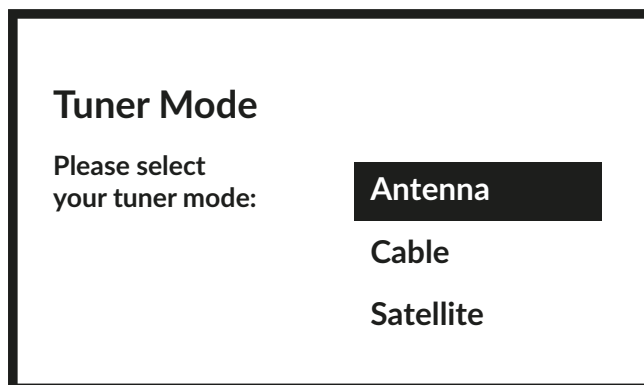 Tuner Mode
Please select
your tuner mode:
Antenna
Cable
Satellite